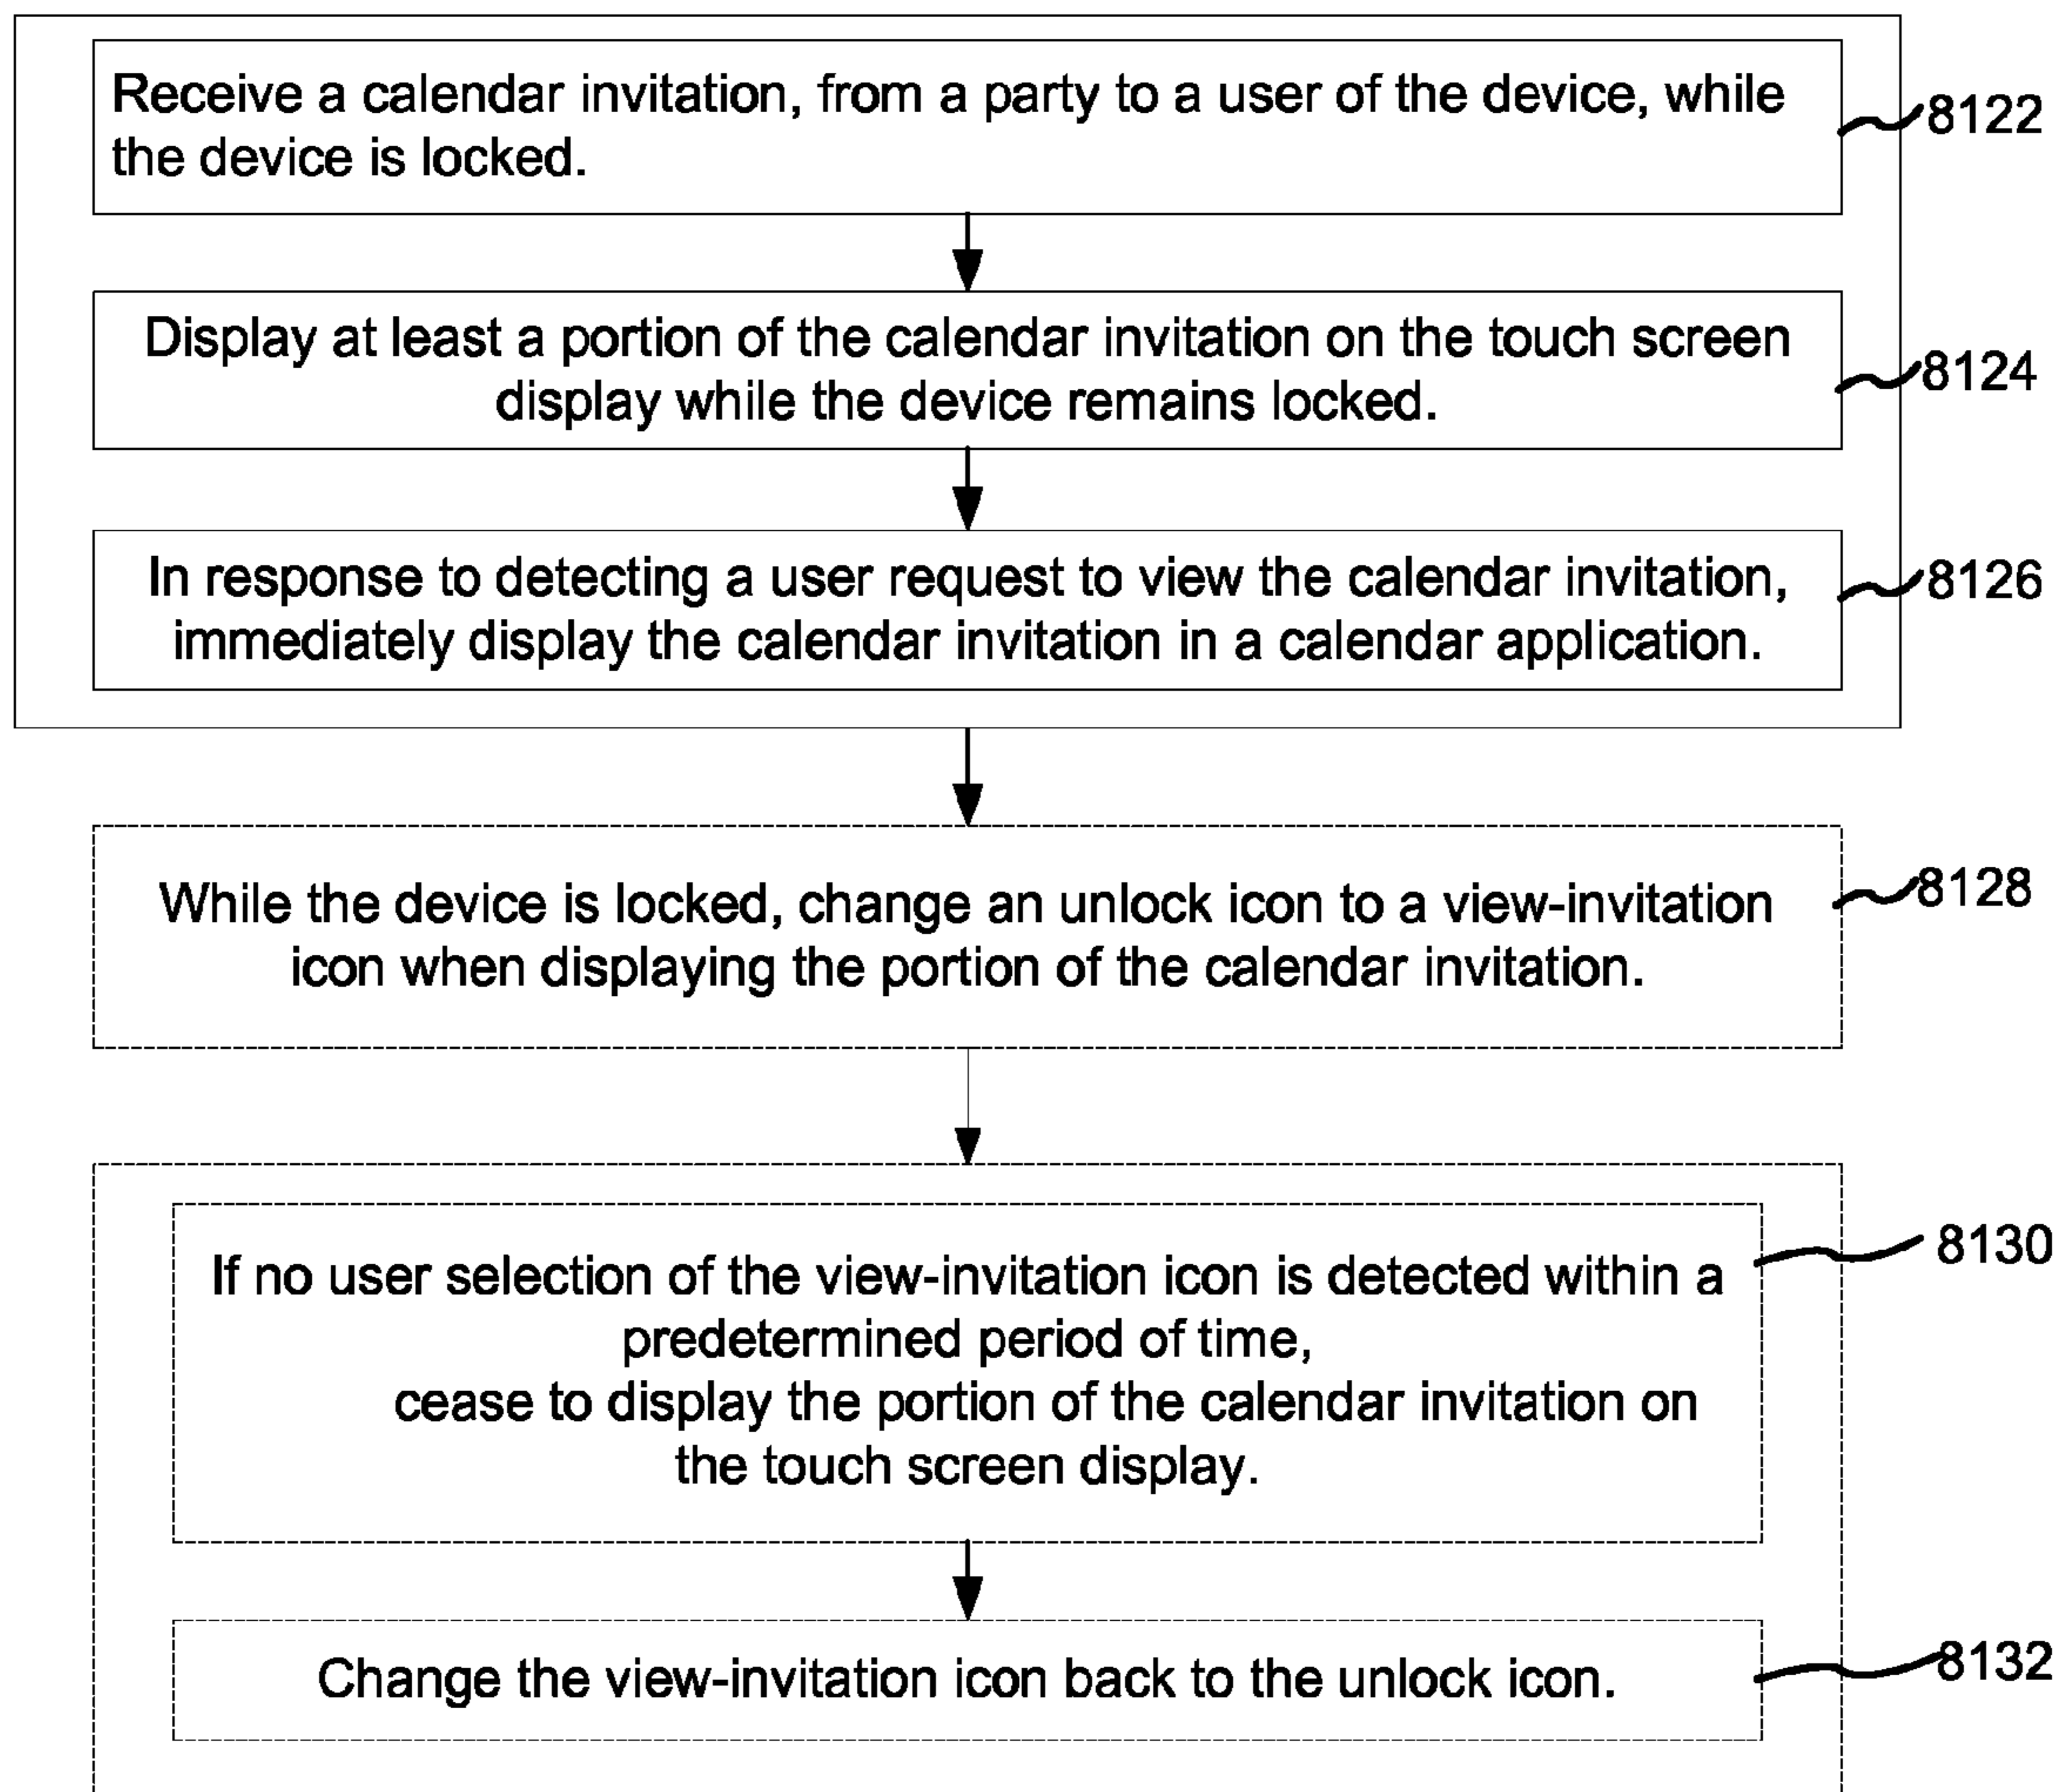 Receive a calendar invitation, from a party to a user of the device, while
the device is locked.
8122
Display at least a portion of the calendar invitation on the touch screen
display while the device remains locked.
8124
In response to detecting a user request to view the calendar invitation,
immediately display the calendar invitation in a calendar application.
8126
While the device is locked, change an unlock icon to a view-invitation
icon when displaying the portion of the calendar invitation.
8128
If no user selection of the view-invitation icon is detected within a
predetermined period of time,
cease to display the portion of the calendar invitation on
the touch screen display.
8130
Change the view-invitation icon back to the unlock icon.
8132